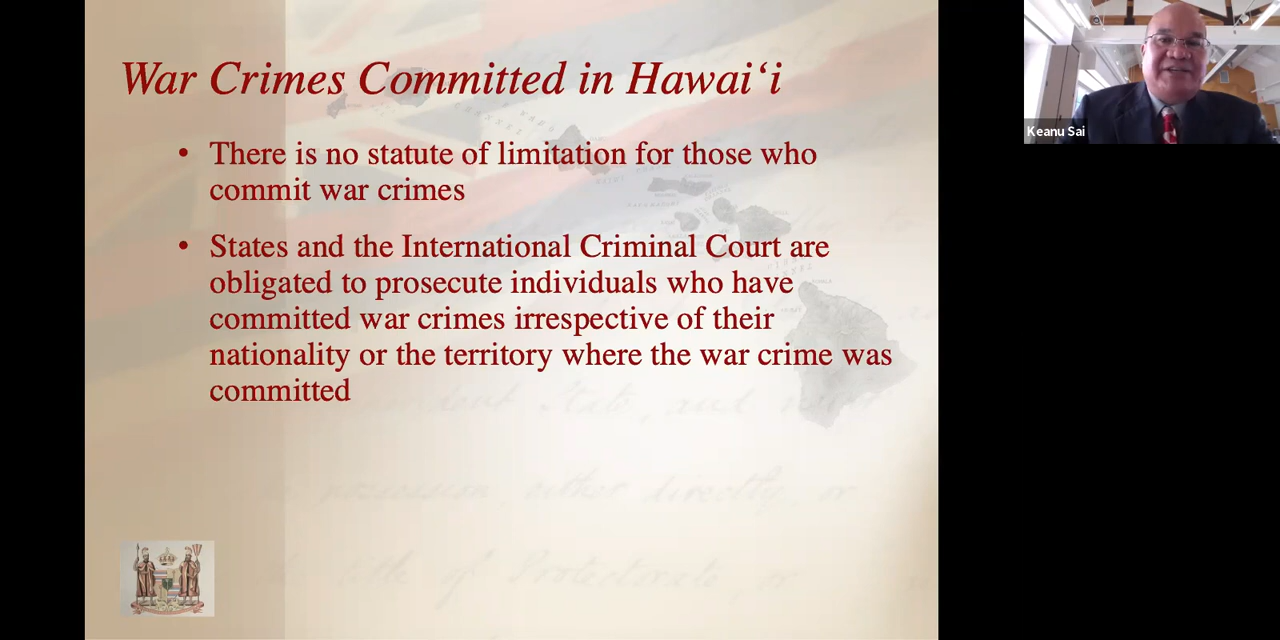 War Crimes Committed in Hawai‘i
• There is no statute of limitation for those who
commit war crimes
• States and the International Criminal Court are
obligated to prosecute individuals who have
committed war crimes irrespective of their
nationality or the territory where the war crime was
committed
Keanu Sai